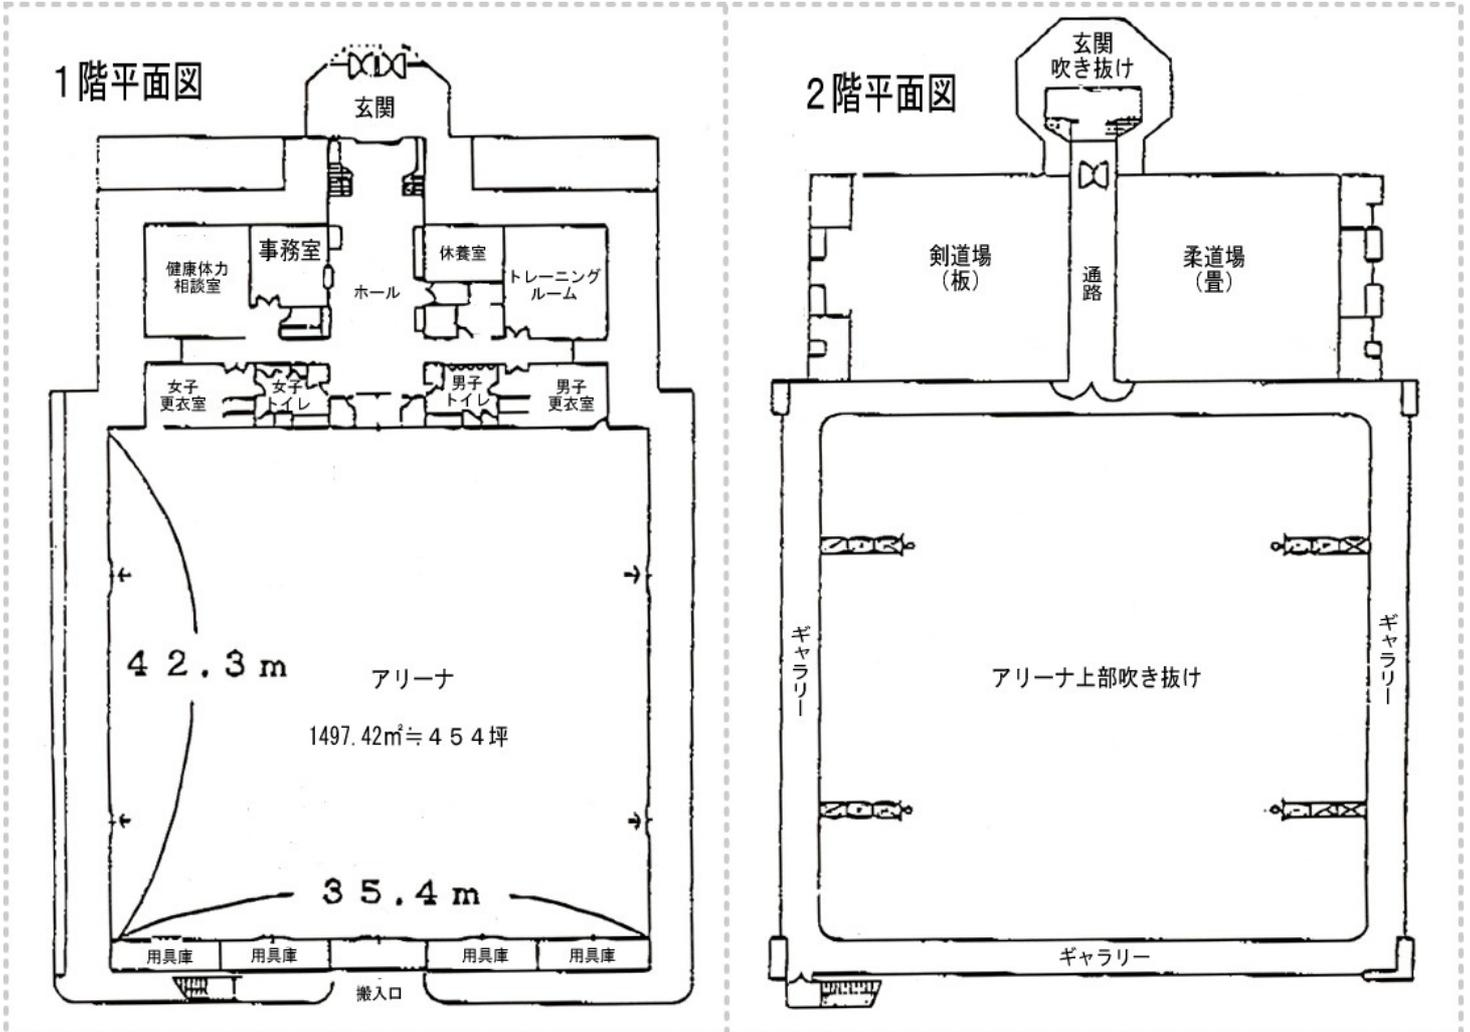 1階平面図
玄関
健康体力
相談室
事務室
ホール
休養室
トレーニング
ルーム
女子
更衣室
女子
トイレ
男子
トイレ
男子
更衣室
42.3m
アリーナ
1497.42㎡≒454坪
35.4m
用具庫
用具庫
用具庫
用具庫
搬入口
2階平面図
玄関
吹き抜け
剣道場
(板)
通路
柔道場
(畳)
ギャラリー
アリーナ上部吹き抜け
ギャラリー
ギャラリー